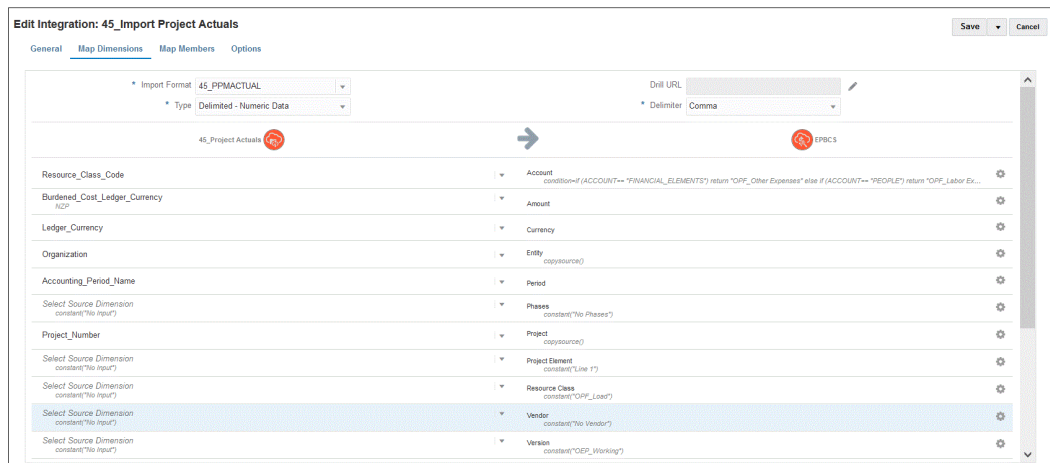 Edit Integration: 45_Import Project Actuals
Save Cancel
General Map Dimensions Map Members Options
* Import Format 45_PPMACTUAL Drill URL
* Type Delimited - Numeric Data * Delimiter Comma
45_Project Actuals EPBCS
Resource_Class_Code Account
condition=if (ACCOUNT== "FINANCIAL_ELEMENTS") return "OPF_Other Expenses" else if (ACCOUNT== "PEOPLE") return "OPF_Labor Ex...
Burdened_Cost_Ledger_Currency
NZP Amount
Ledger_Currency Currency
Organization Entity
copysource()
Accounting_Period_Name Period
Select Source Dimension Phases
constant("No Input") constant("No Phases")
Project_Number Project
copysource()
Select Source Dimension Project Element
constant("No Input") constant("Line 1")
Select Source Dimension Resource Class
constant("No Input") constant("OPF_Load")
Select Source Dimension Vendor
constant("No Input") constant("No Vendor")
Select Source Dimension Version
constant("No Input") constant("OEP_Working")